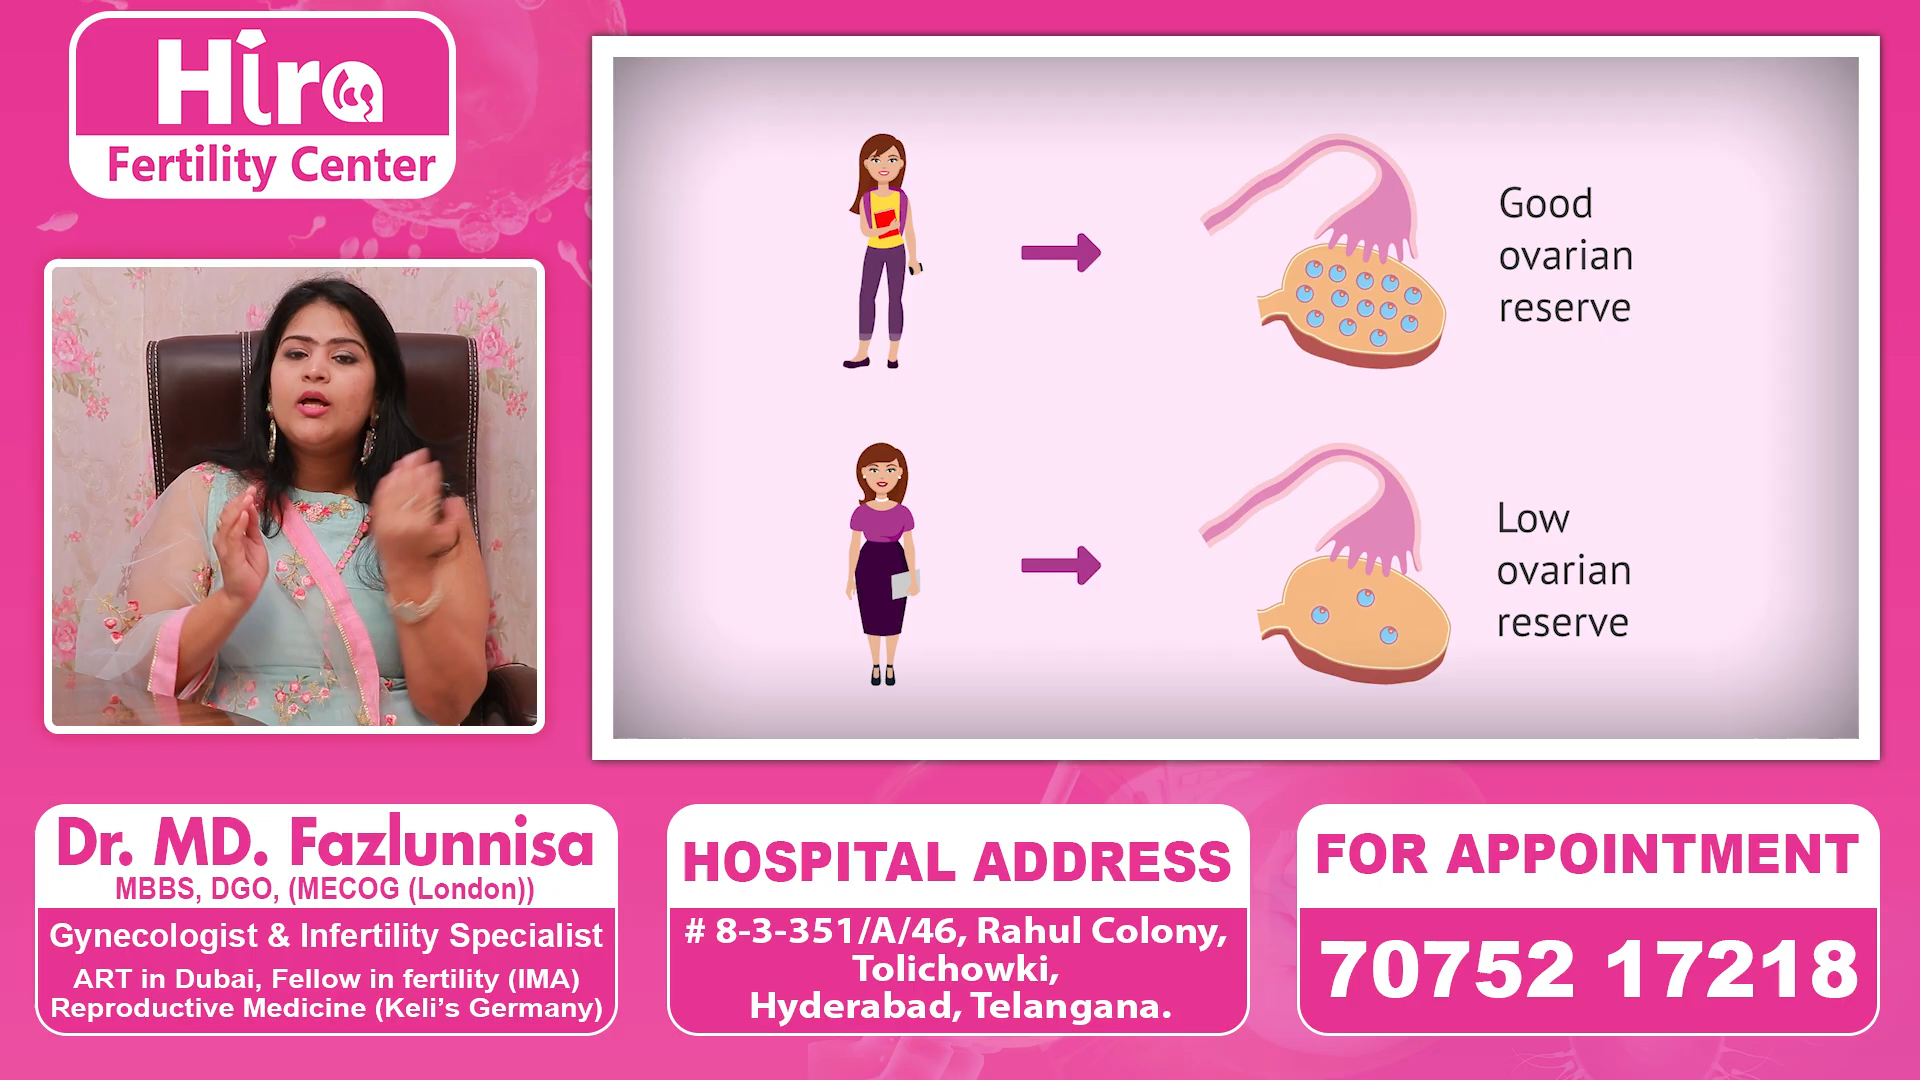 Hira
Fertility Center
Good
ovarian
reserve
Low
ovarian
reserve
Dr. MD. Fazlunnisa
MBBS, DGO, (MECOG (London))
Gynecologist & Infertility Specialist
ART in Dubai, Fellow in fertility (IMA)
Reproductive Medicine (Keli's Germany)
HOSPITAL ADDRESS
# 8-3-351/A/46, Rahul Colony,
Tolichowki,
Hyderabad, Telangana.
FOR APPOINTMENT
70752 17218